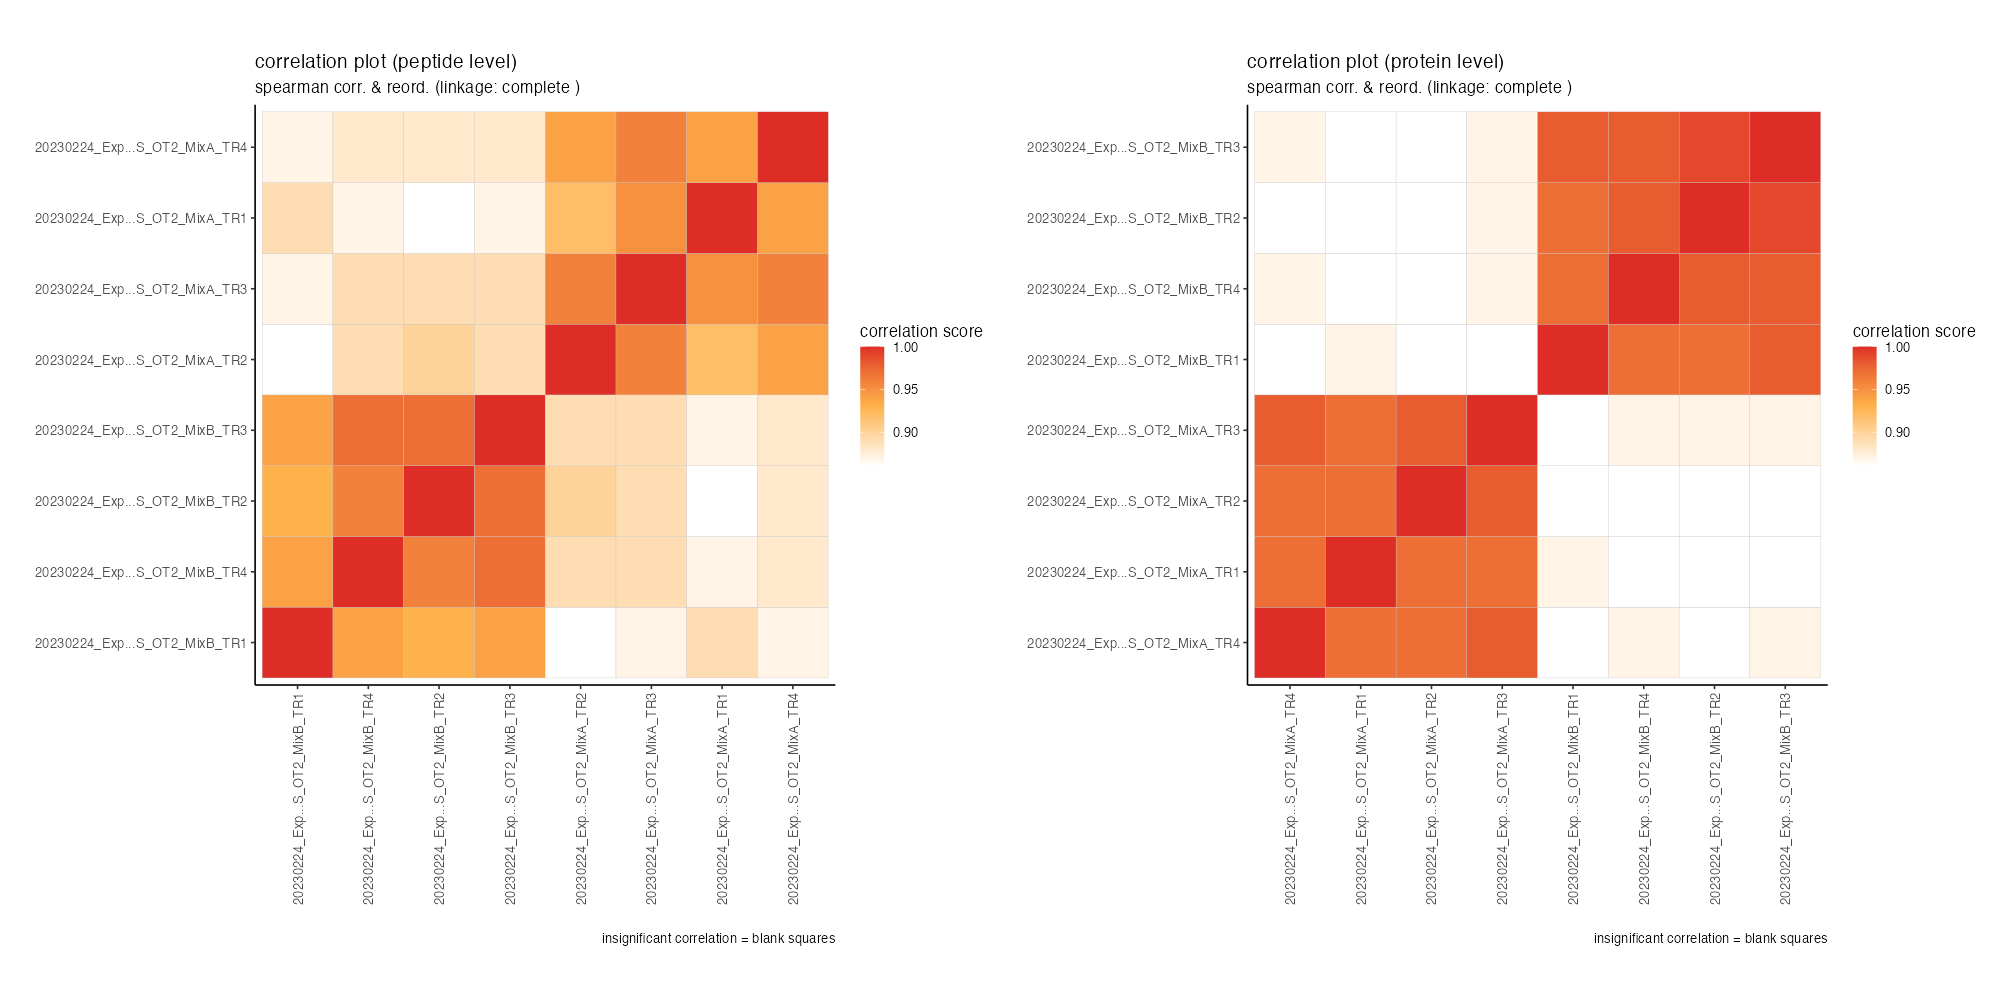 correlation plot (peptide level)
spearman corr. & reord. (linkage: complete )
20230224_Exp...S_OT2_MixA_TR4
20230224_Exp...S_OT2_MixA_TR1
20230224_Exp...S_OT2_MixA_TR3
20230224_Exp...S_OT2_MixA_TR2
20230224_Exp...S_OT2_MixB_TR3
20230224_Exp...S_OT2_MixB_TR2
20230224_Exp...S_OT2_MixB_TR4
20230224_Exp...S_OT2_MixB_TR1
20230224_Exp...S_OT2_MixB_TR1
20230224_Exp...S_OT2_MixB_TR4
20230224_Exp...S_OT2_MixB_TR2
20230224_Exp...S_OT2_MixB_TR3
20230224_Exp...S_OT2_MixA_TR2
20230224_Exp...S_OT2_MixA_TR3
20230224_Exp...S_OT2_MixA_TR1
20230224_Exp...S_OT2_MixA_TR4
correlation score
1.00
0.95
0.90
insignificant correlation = blank squares
correlation plot (protein level)
spearman corr. & reord. (linkage: complete )
20230224_Exp...S_OT2_MixB_TR3
20230224_Exp...S_OT2_MixB_TR2
20230224_Exp...S_OT2_MixB_TR4
20230224_Exp...S_OT2_MixB_TR1
20230224_Exp...S_OT2_MixA_TR3
20230224_Exp...S_OT2_MixA_TR2
20230224_Exp...S_OT2_MixA_TR1
20230224_Exp...S_OT2_MixA_TR4
20230224_Exp...S_OT2_MixA_TR4
20230224_Exp...S_OT2_MixA_TR1
20230224_Exp...S_OT2_MixA_TR2
20230224_Exp...S_OT2_MixA_TR3
20230224_Exp...S_OT2_MixB_TR1
20230224_Exp...S_OT2_MixB_TR4
20230224_Exp...S_OT2_MixB_TR2
20230224_Exp...S_OT2_MixB_TR3
correlation score
1.00
0.95
0.90
insignificant correlation = blank squares